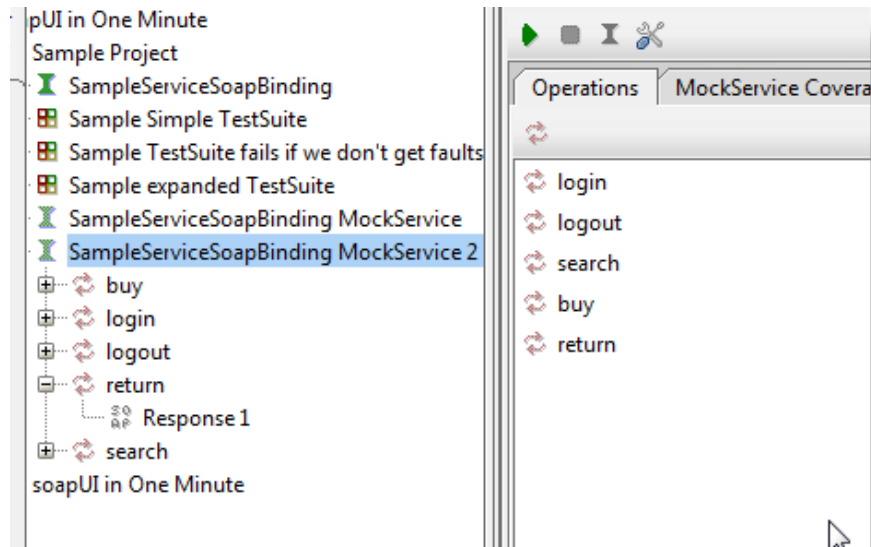 pUI in One Minute
Sample Project
SampleServiceSoapBinding
Sample Simple TestSuite
Sample TestSuite fails if we don't get faults
Sample expanded TestSuite
SampleServiceSoapBinding MockService
SampleServiceSoapBinding MockService 2
buy
login
logout
return
SOAP Response 1
search
soapUI in One Minute
Operations MockService Covera
login
logout
search
buy
return